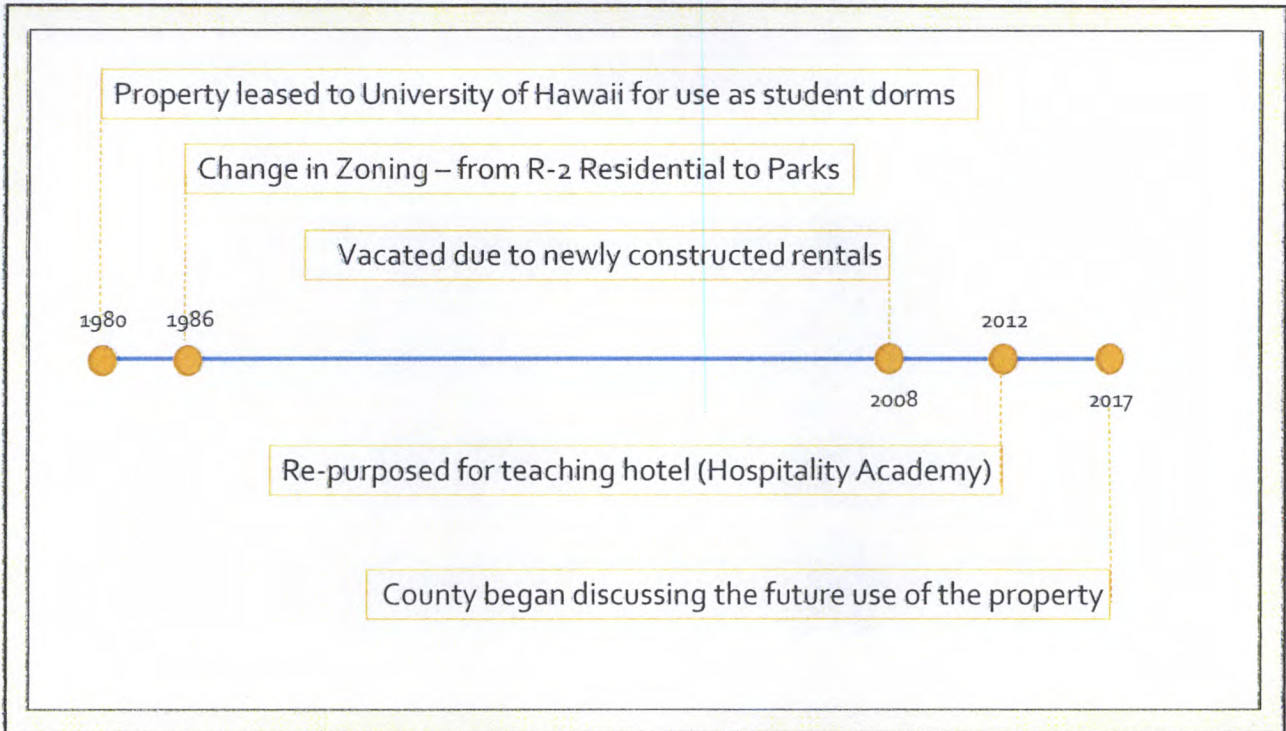 Property leased to University of Hawaii for use as student dorms
Change in Zoning – from R-2 Residential to Parks
Vacated due to newly constructed rentals
1980
1986
2012
2008
2017
Re-purposed for teaching hotel (Hospitality Academy)
County began discussing the future use of the property